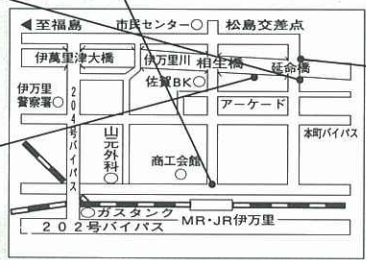 ◀至福島
市民センター
松島交差点
伊萬里津大橋
伊万里川
相生橋
延命橋
佐賀BK
伊万里
警察署
アーケード
204号バイパス
本町バイパス
山元外科
商工会館
ガスタンク
MR・JR伊万里
202号バイパス